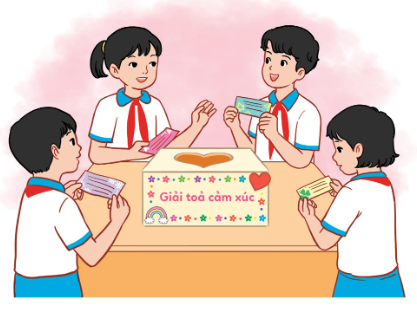 Giải toả cảm xúc